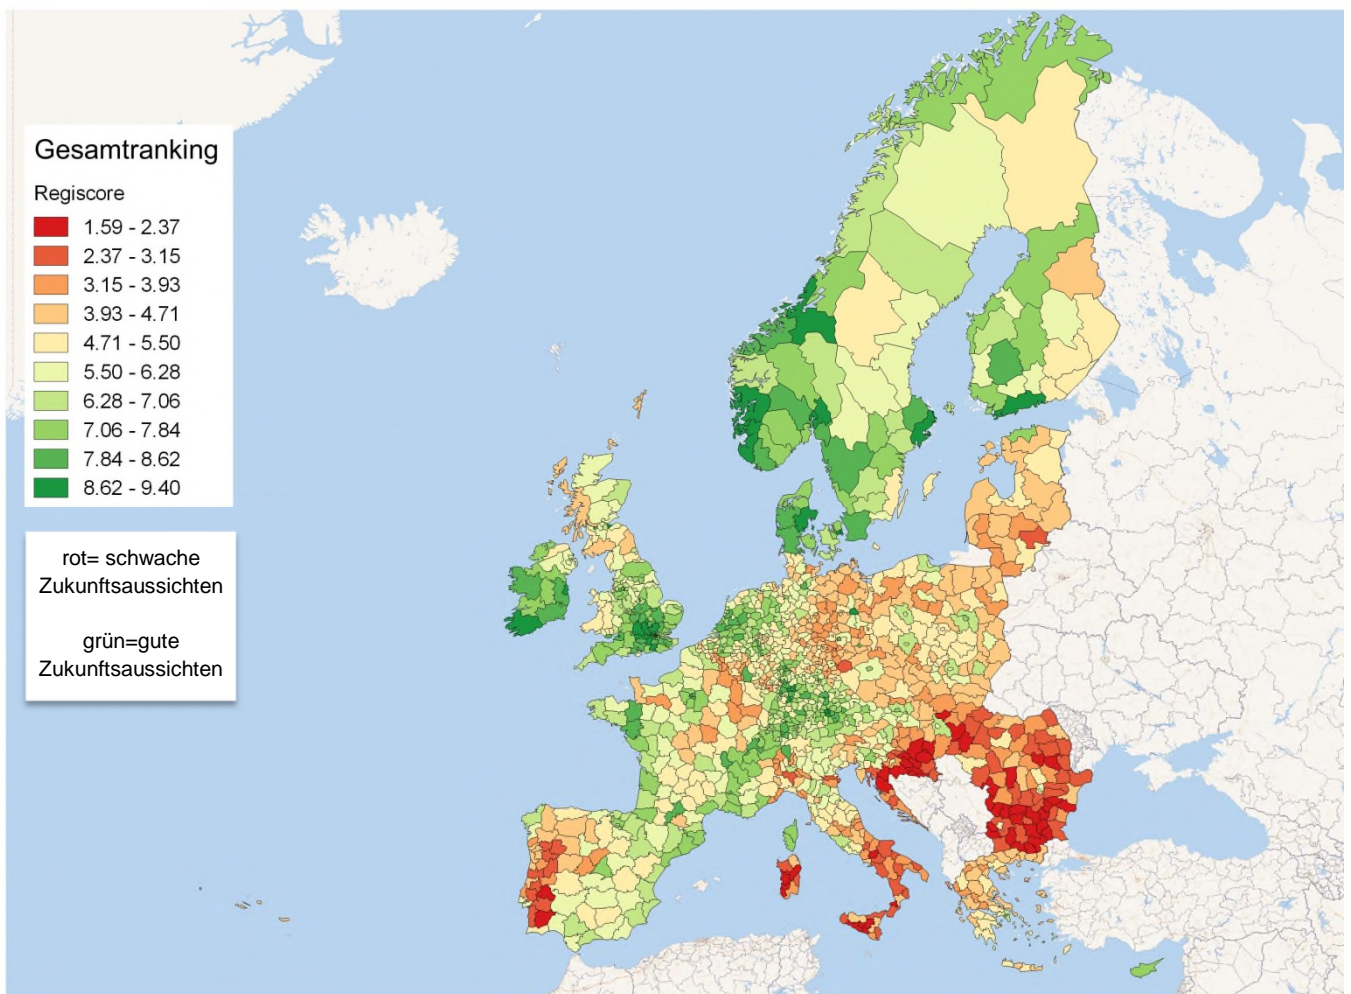 Gesamtranking
Regiscore
1.59 - 2.37
2.37 - 3.15
3.15 - 3.93
3.93 - 4.71
4.71 - 5.50
5.50 - 6.28
6.28 - 7.06
7.06 - 7.84
7.84 - 8.62
8.62 - 9.40
rot= schwache
Zukunftsaussichten
grün=gute
Zukunftsaussichten